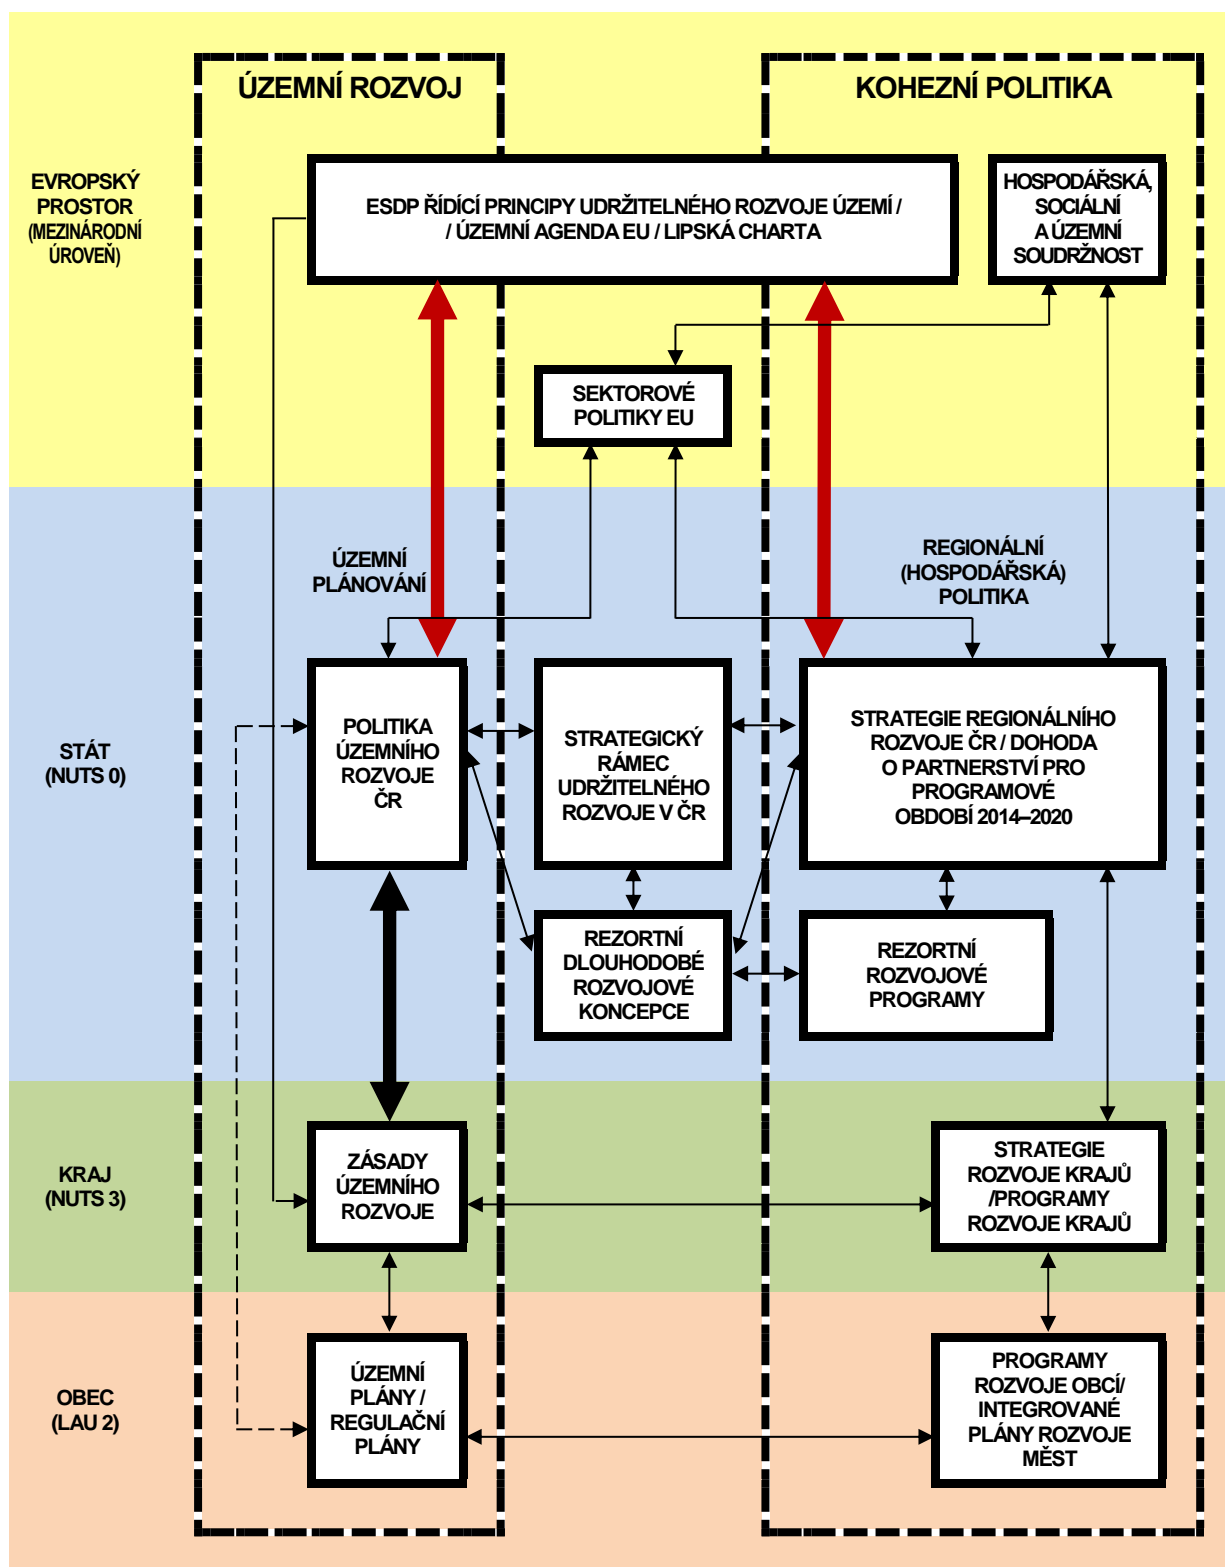 ÚZEMNÍ ROZVOJ
KOHEZNÍ POLITIKA
EVROPSKÝ
PROSTOR
(MEZINÁRODNÍ
ÚROVEŇ)
ESDP ŘÍDÍCÍ PRINCIPY UDRŽITELNÉHO ROZVOJE ÚZEMÍ /
/ ÚZEMNÍ AGENDA EU / LIPSKÁ CHARTA
HOSPODÁŘSKÁ,
SOCIÁLNÍ
A ÚZEMNÍ
SOUDRŽNOST
SEKTOROVÉ
POLITIKY EU
ÚZEMNÍ
PLÁNOVÁNÍ
REGIONÁLNÍ
(HOSPODÁŘSKÁ)
POLITIKA
STÁT
(NUTS 0)
POLITIKA
ÚZEMNÍHO
ROZVOJE
ČR
STRATEGICKÝ
RÁMEC
UDRŽITELNÉHO
ROZVOJE V ČR
STRATEGIE REGIONÁLNÍHO
ROZVOJE ČR / DOHODA
O PARTNERSTVÍ PRO
PROGRAMOVÉ
OBDOBÍ 2014–2020
REZORTNÍ
DLOUHODOBÉ
ROZVOJOVÉ
KONCEPCE
REZORTNÍ
ROZVOJOVÉ
PROGRAMY
KRAJ
(NUTS 3)
ZÁSADY
ÚZEMNÍHO
ROZVOJE
STRATEGIE
ROZVOJE KRAJŮ
/PROGRAMY
ROZVOJE KRAJŮ
OBEC
(LAU 2)
ÚZEMNÍ
PLÁNY /
REGULAČNÍ
PLÁNY
PROGRAMY
ROZVOJE OBCÍ/
INTEGROVANÉ
PLÁNY ROZVOJE
MĚST